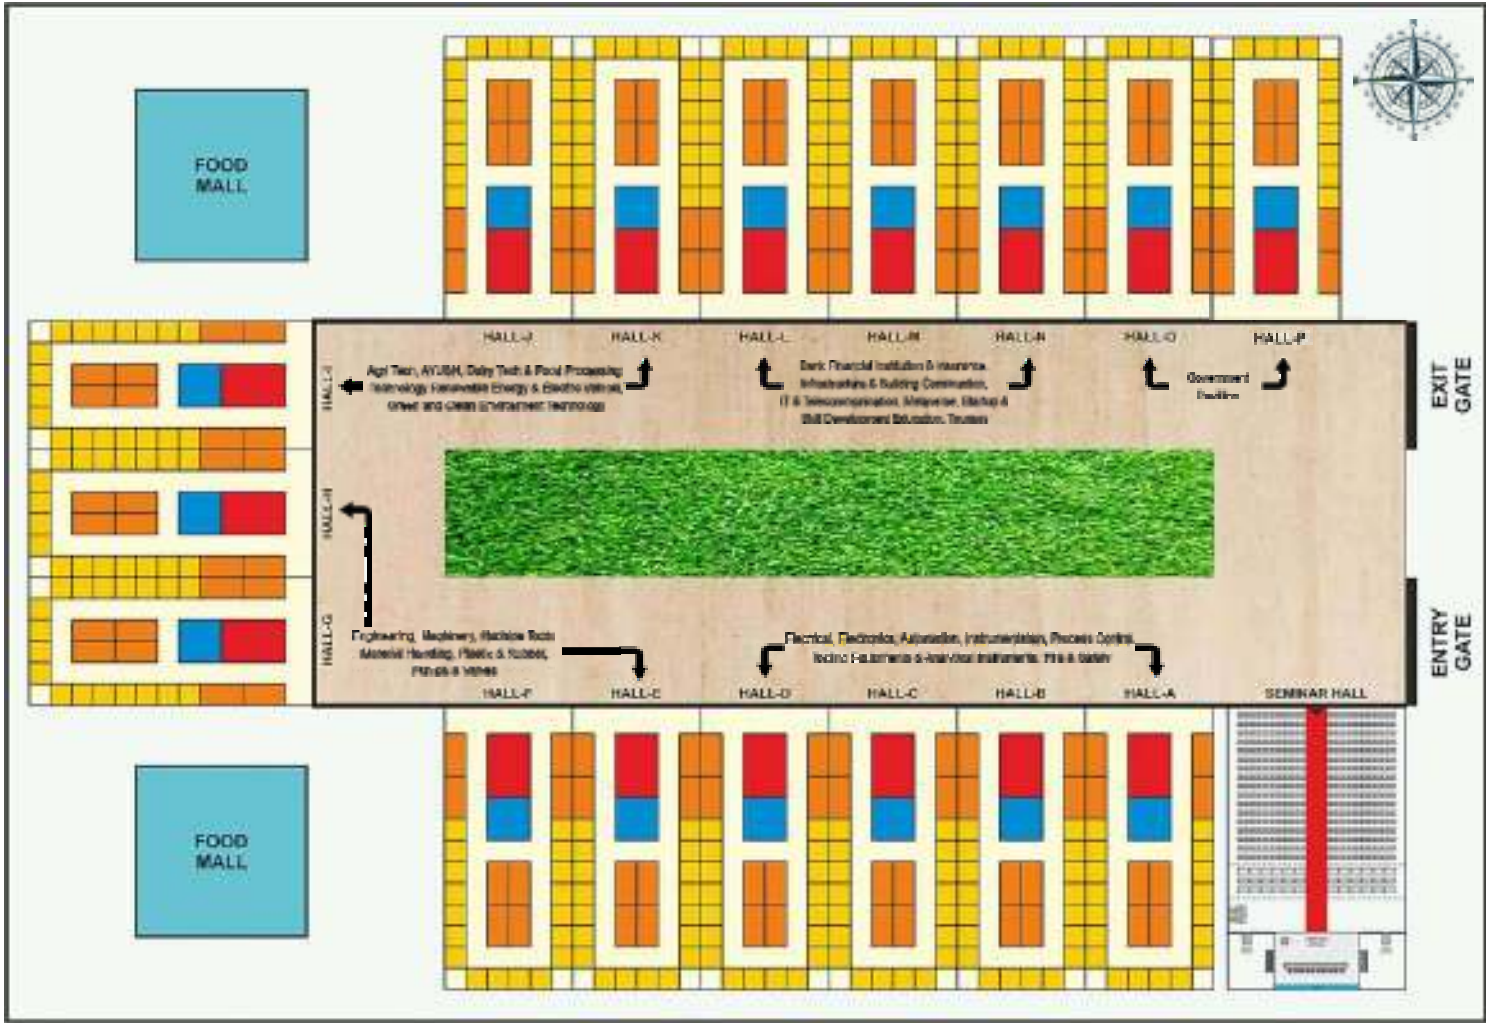 FOOD
MALL
HALL-J
HALL-K
HALL-L
HALL-M
HALL-N
HALL-O
HALL-P
EXIT
GATE
HALL-I
Agri Tech, AYUSH, Dairy Tech & Food Processing
Technology Renewable Energy & Electric Vehicles,
Green and Clean Environment Technology
Bank Financial Institution & Insurance
Infrastructure & Building Construction,
IT & Telecommunication, Metaverse, Startup &
Skill Development Education, Tourism
Government
Pavilion
HALL-H
HALL-G
Engineering, Machinery, Machine Tools
Material Handling, Plastic & Rubber,
Pumps & Valves
Electrical, Electronics, Automation, Instrumentation, Process Control,
Testing Equipments & Analytical Instruments, Fire & Safety
ENTRY
GATE
HALL-F
HALL-E
HALL-D
HALL-C
HALL-B
HALL-A
SEMINAR HALL
FOOD
MALL